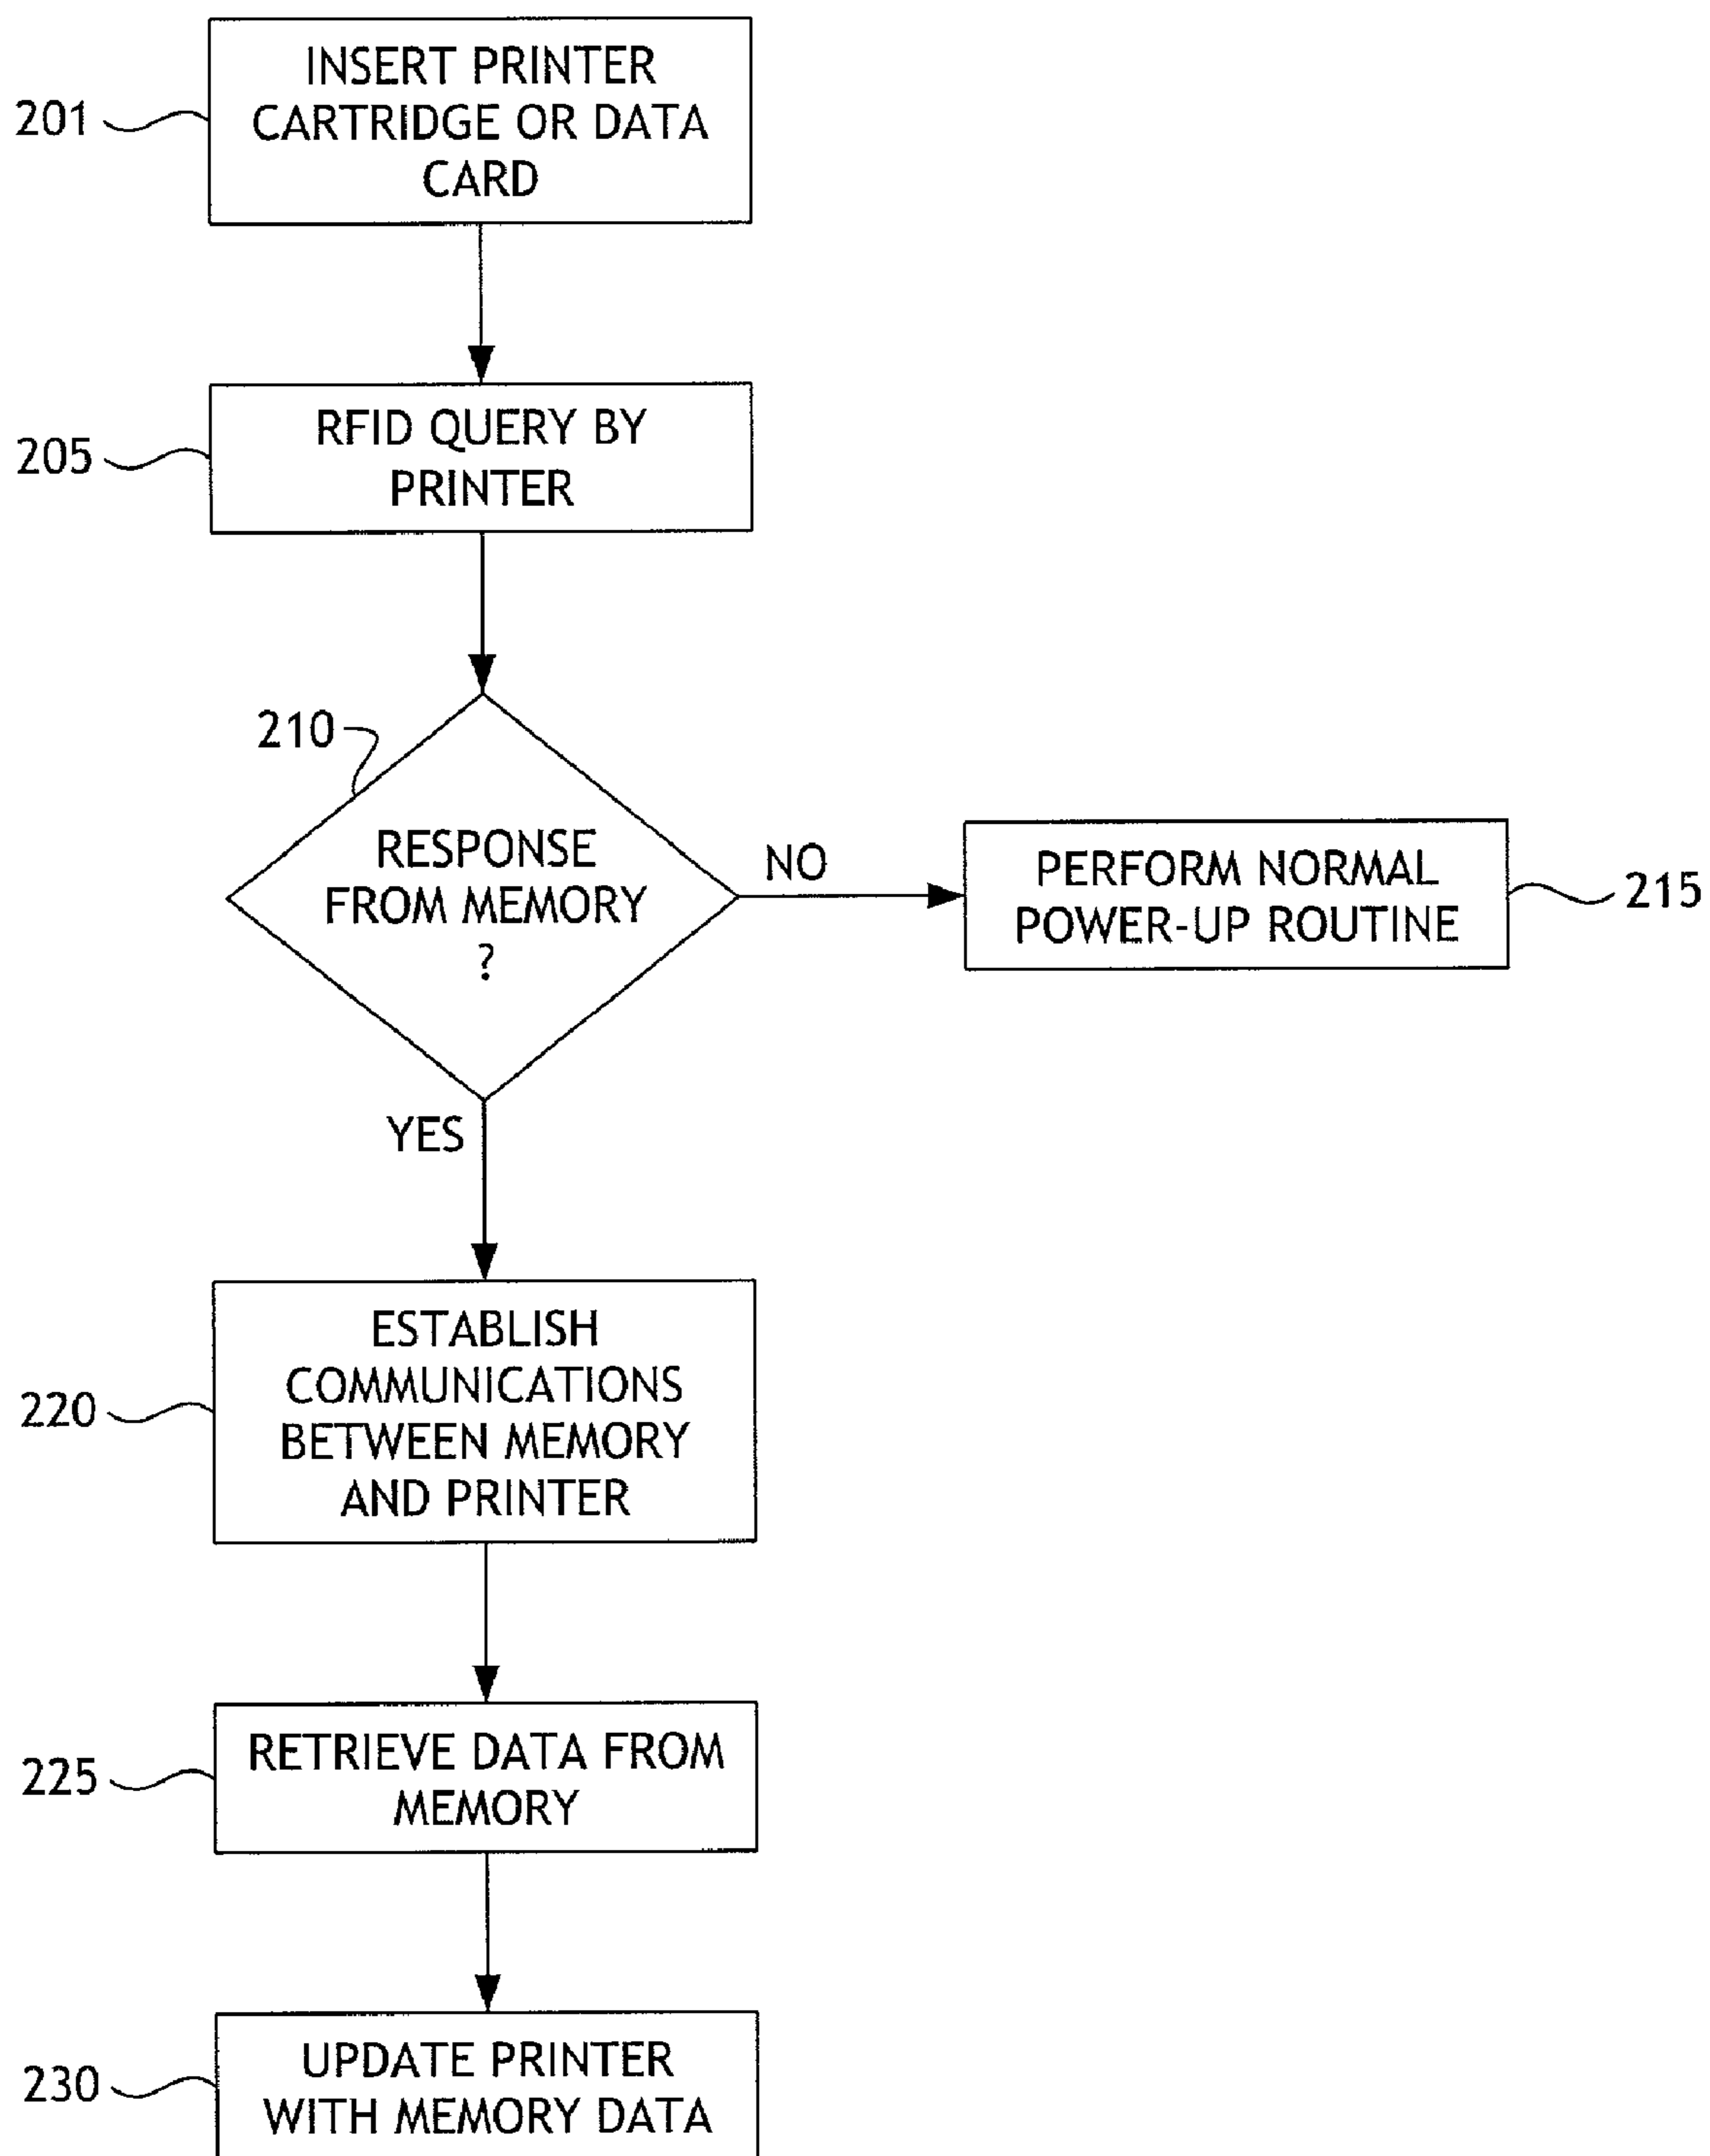 INSERT PRINTER
CARTRIDGE OR DATA
CARD
201
RFID QUERY BY
PRINTER
205
210
RESPONSE
FROM MEMORY
?
NO
PERFORM NORMAL
POWER-UP ROUTINE
215
YES
ESTABLISH
COMMUNICATIONS
BETWEEN MEMORY
AND PRINTER
220
RETRIEVE DATA FROM
MEMORY
225
UPDATE PRINTER
WITH MEMORY DATA
230